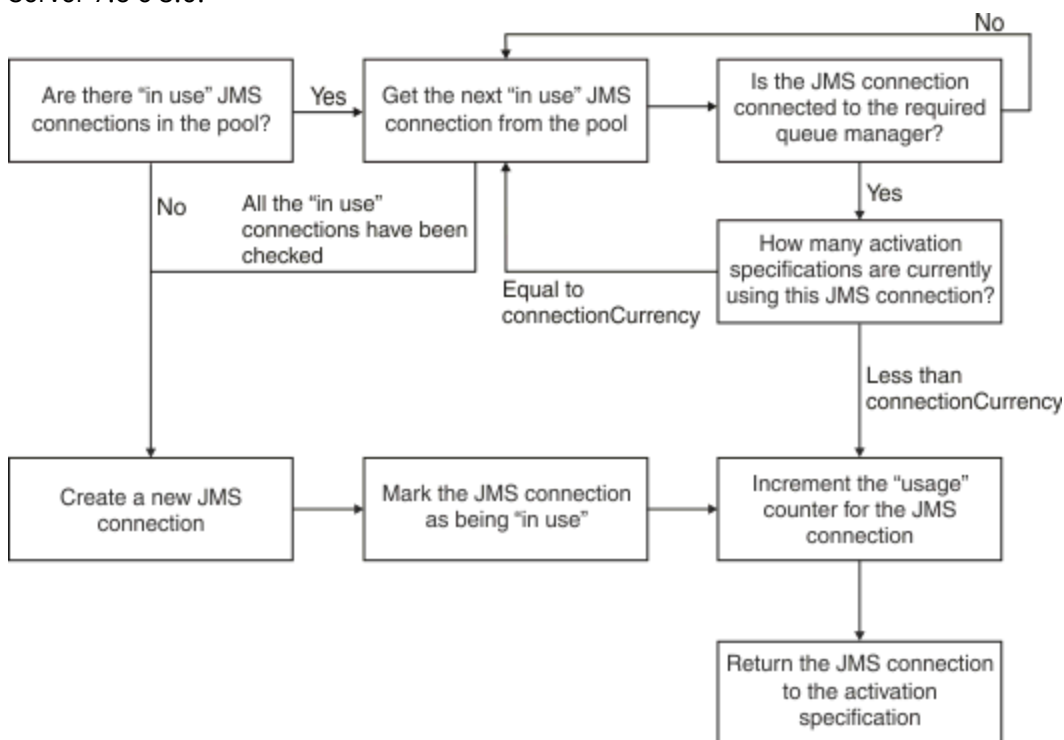 No
Are there “in use” JMS
connections in the pool?
Yes
Get the next “in use” JMS
connection from the pool
Is the JMS connection
connected to the required
queue manager?
No
All the “in use”
connections have been
checked
Yes
How many activation
specifications are currently
using this JMS connection?
Equal to
connectionCurrency
Less than
connectionCurrency
Create a new JMS
connection
Mark the JMS connection
as being “in use”
Increment the “usage”
counter for the JMS
connection
Return the JMS connection
to the activation
specification